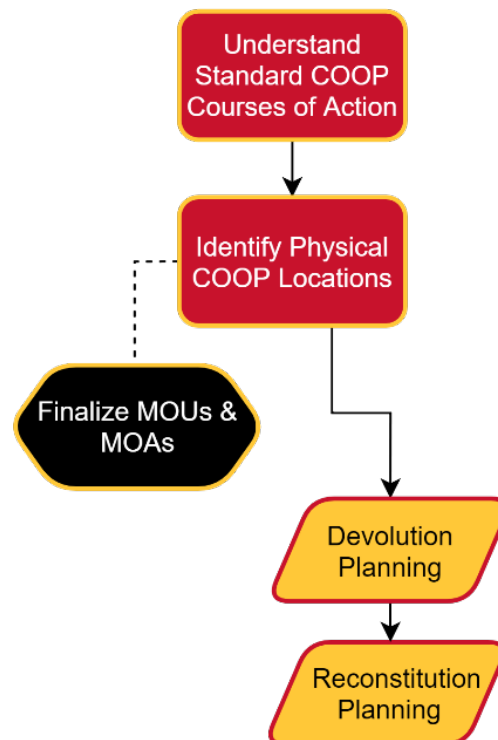 Understand
Standard COOP
Courses of Action
Identify Physical
COOP Locations
Finalize MOUs &
MOAs
Devolution
Planning
Reconstitution
Planning